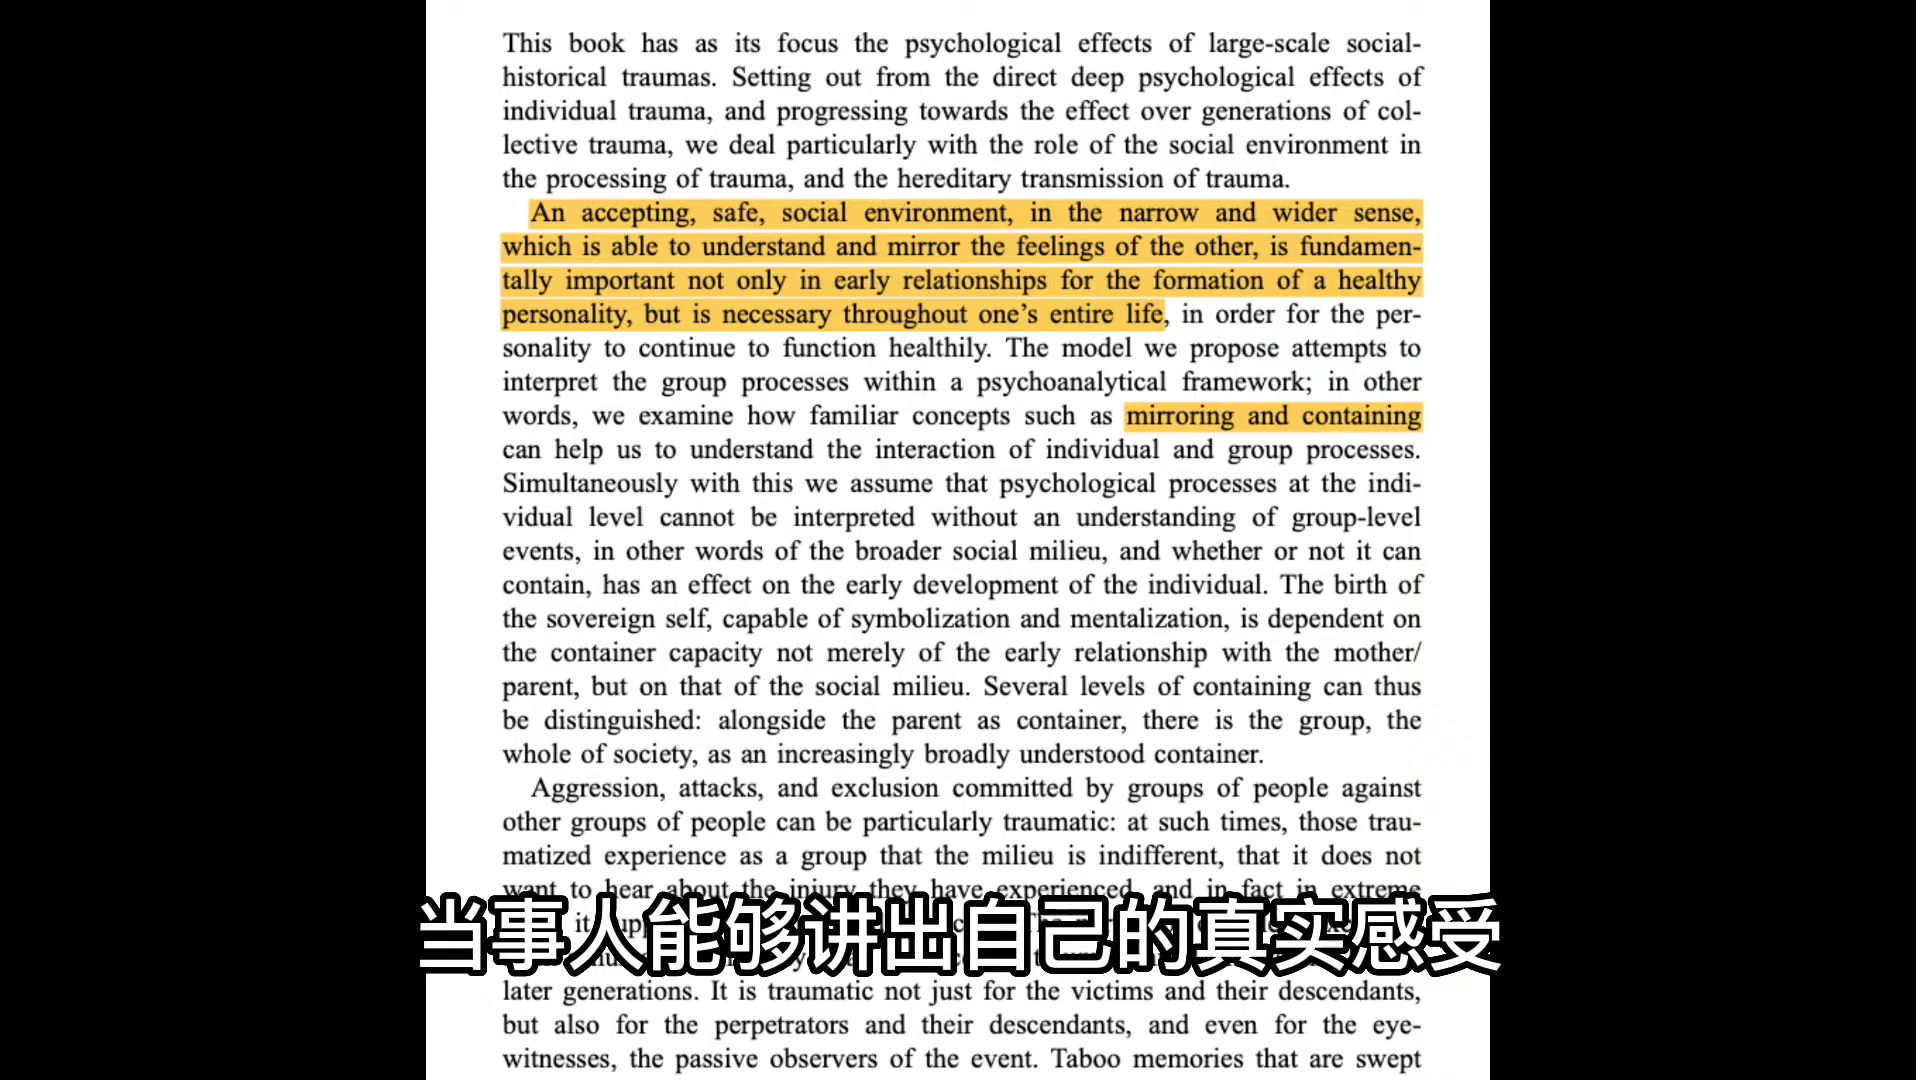 This book has as its focus the psychological effects of large-scale social-
historical traumas. Setting out from the direct deep psychological effects of
individual trauma, and progressing towards the effect over generations of col-
lective trauma, we deal particularly with the role of the social environment in
the processing of trauma, and the hereditary transmission of trauma.
An accepting, safe, social environment, in the narrow and wider sense,
which is able to understand and mirror the feelings of the other, is fundamen-
tally important not only in early relationships for the formation of a healthy
personality, but is necessary throughout one's entire life, in order for the per-
sonality to continue to function healthily. The model we propose attempts to
interpret the group processes within a psychoanalytical framework; in other
words, we examine how familiar concepts such as mirroring and containing
can help us to understand the interaction of individual and group processes.
Simultaneously with this we assume that psychological processes at the indi-
vidual level cannot be interpreted without an understanding of group-level
events, in other words of the broader social milieu, and whether or not it can
contain, has an effect on the early development of the individual. The birth of
the sovereign self, capable of symbolization and mentalization, is dependent on
the container capacity not merely of the early relationship with the mother/
parent, but on that of the social milieu. Several levels of containing can thus
be distinguished: alongside the parent as container, there is the group, the
whole of society, as an increasingly broadly understood container.
Aggression, attacks, and exclusion committed by groups of people against
other groups of people can be particularly traumatic: at such times, those trau-
matized experience as a group that the milieu is indifferent, that it does not
want to hear about the injury they have experienced, and in fact in extreme
it
当事人能够讲出自己的真实感受
later generations. It is traumatic not just for the victims and their descendants,
but also for the perpetrators and their descendants, and even for the eye-
witnesses, the passive observers of the event. Taboo memories that are swept